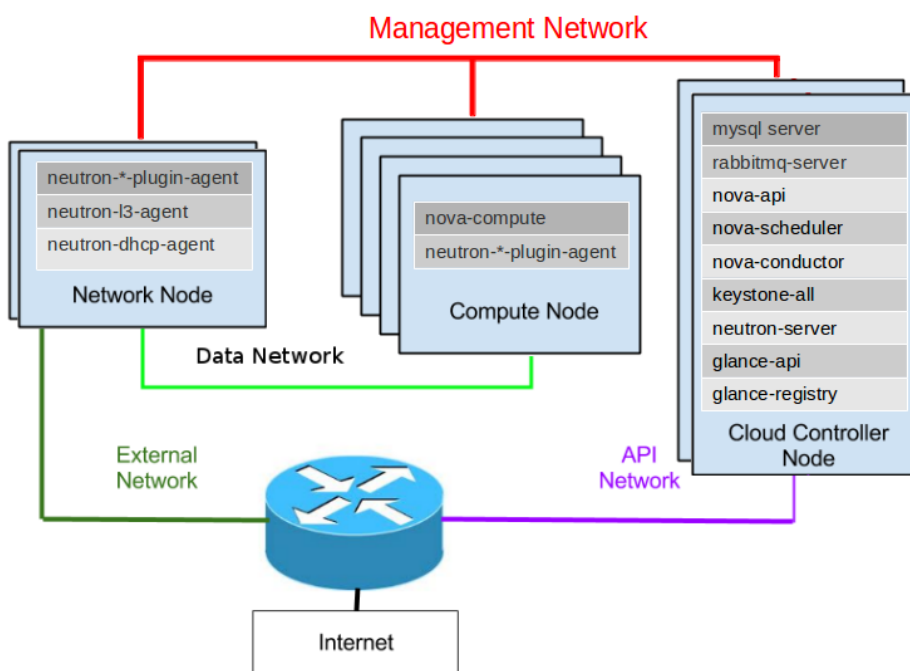 Management Network
neutron-*-plugin-agent
neutron-l3-agent
neutron-dhcp-agent
Network Node
nova-compute
neutron-*-plugin-agent
Compute Node
mysql server
rabbitmq-server
nova-api
nova-scheduler
nova-conductor
keystone-all
neutron-server
glance-api
glance-registry
Cloud Controller
Node
Data Network
External
Network
API
Network
Internet